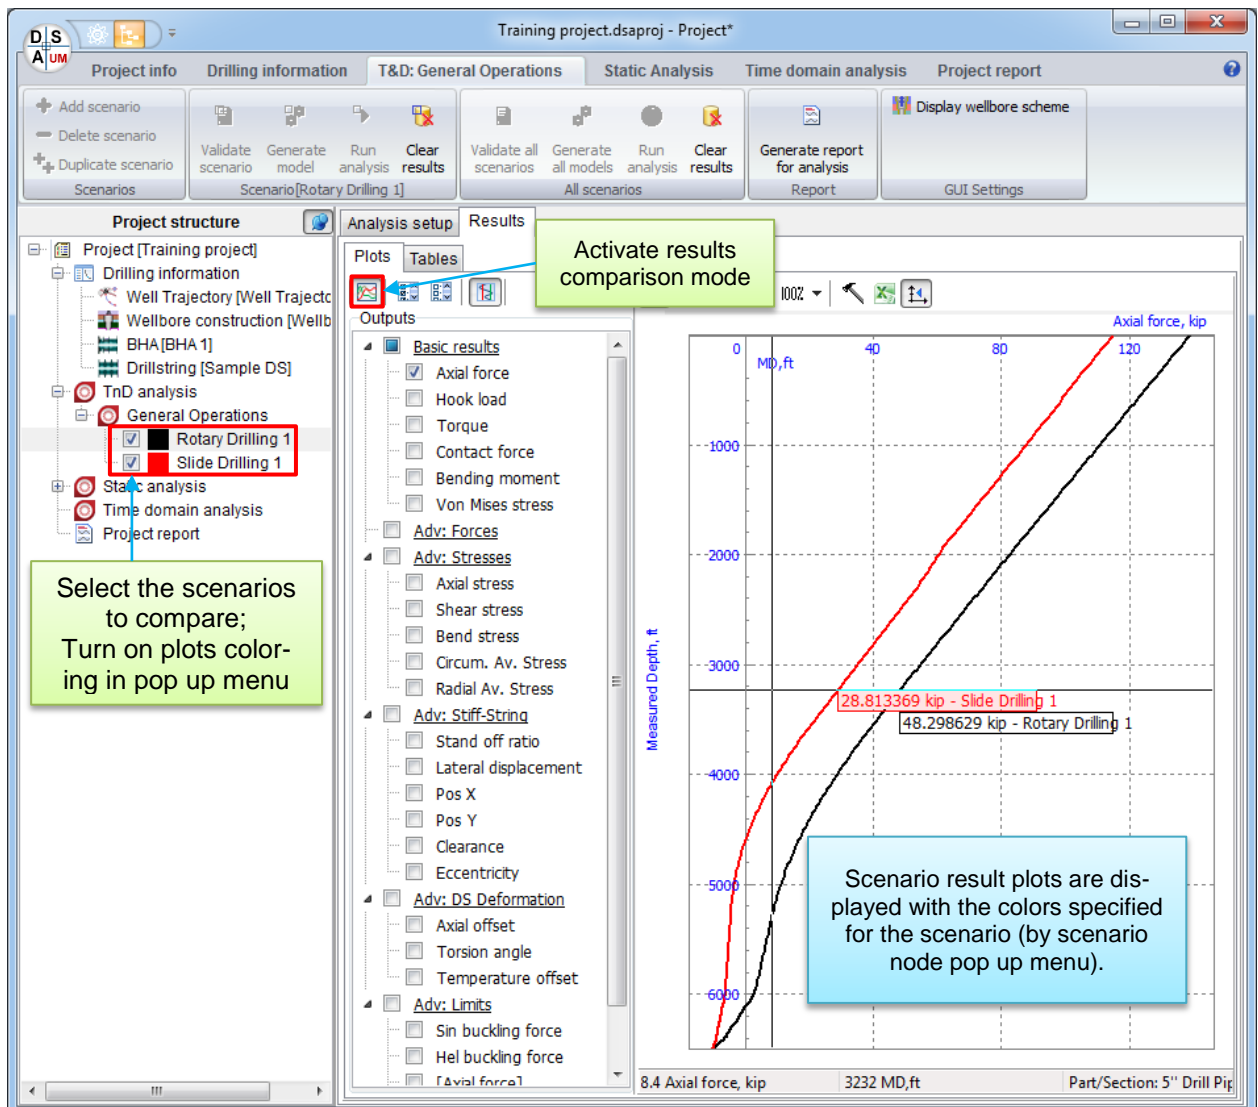 Training project.dsaproj - Project*
D S
A UM
Project info
Drilling information
T&D: General Operations
Static Analysis
Time domain analysis
Project report
Add scenario
Delete scenario
Duplicate scenario
Scenarios
Validate scenario
Generate model
Run analysis
Clear results
Scenario[Rotary Drilling 1]
Validate all scenarios
Generate all models
Run analysis
Clear results
All scenarios
Generate report for analysis
Report
Display wellbore scheme
GUI Settings
Project structure
Project [Training project]
Drilling information
Well Trajectory [Well Trajectc
Wellbore construction [Wellb
BHA[BHA 1]
Drillstring [Sample DS]
TnD analysis
General Operations
Rotary Drilling 1
Slide Drilling 1
Static analysis
Time domain analysis
Project report
Select the scenarios
to compare;
Turn on plots color-
ing in pop up menu
Analysis setup
Results
Plots
Tables
Activate results
comparison mode
100%
Outputs
Basic results
Axial force
Hook load
Torque
Contact force
Bending moment
Von Mises stress
Adv: Forces
Adv: Stresses
Axial stress
Shear stress
Bend stress
Circum. Av. Stress
Radial Av. Stress
Adv: Stiff-String
Stand off ratio
Lateral displacement
Pos X
Pos Y
Clearance
Eccentricity
Adv: DS Deformation
Axial offset
Torsion angle
Temperature offset
Adv: Limits
Sin buckling force
Hel buckling force
[Axial force]
Axial force, kip
0
40
80
120
MD,ft
-1000
-2000
-3000
-4000
-5000
-6000
Measured Depth, ft
28.813369 kip - Slide Drilling 1
48.298629 kip - Rotary Drilling 1
Scenario result plots are dis-
played with the colors specified
for the scenario (by scenario
node pop up menu).
8.4 Axial force, kip
3232 MD,ft
Part/Section: 5" Drill Pip